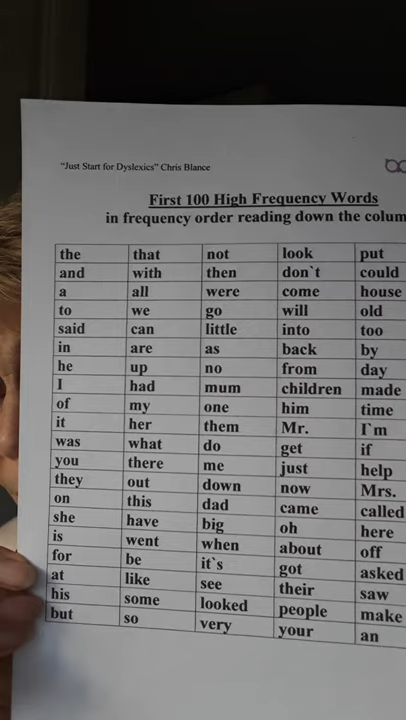 "Just Start for Dyslexics" Chris Blance
First 100 High Frequency Words
in frequency order reading down the colum
the that not look put
and with then don`t could
a all were come house
to we go will old
said can little into too
in are as back by
he up no from day
I had mum children made
of my one him time
it her them Mr. I`m
was what do get if
you there me just help
they out down now Mrs.
on this dad came called
she have big oh here
is went when about off
for be it`s got asked
at like see their saw
his some looked people make
but so very your an